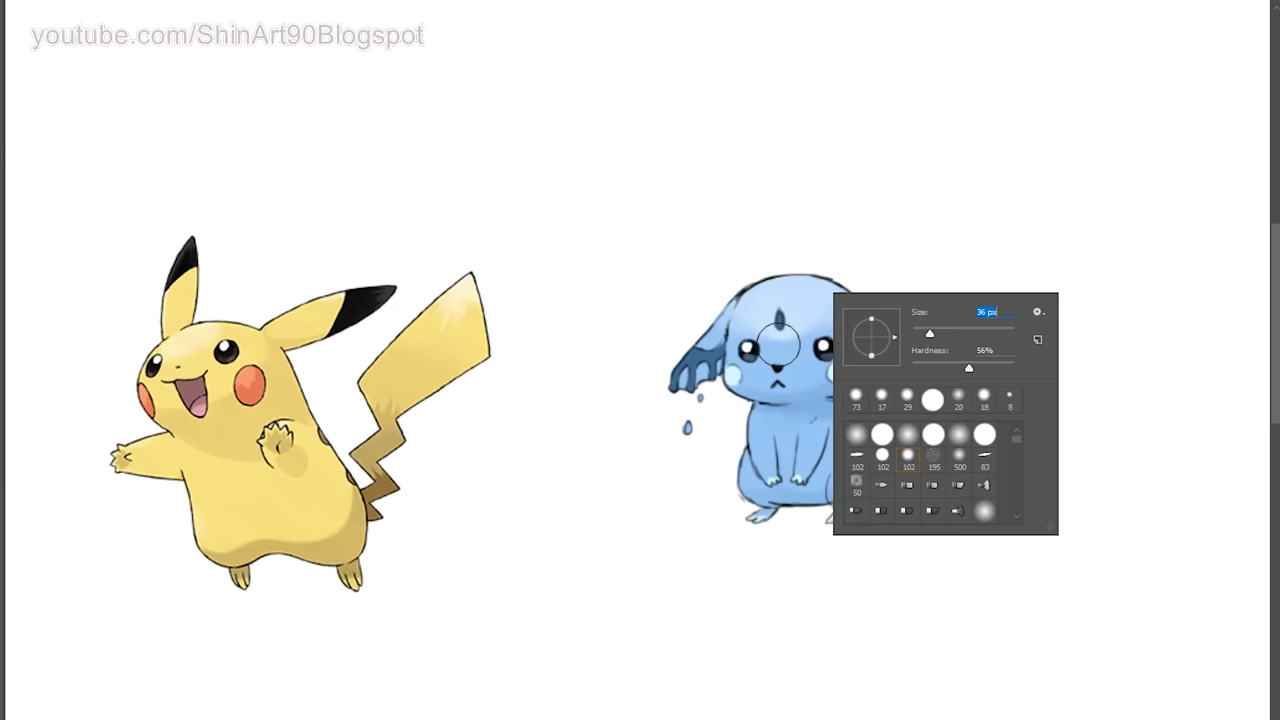 youtube.com/ShinArt90Blogspot
Size: 36 px
Hardness: 56%
73 17 29 20 18 8
102 102 102 195 500 83
50